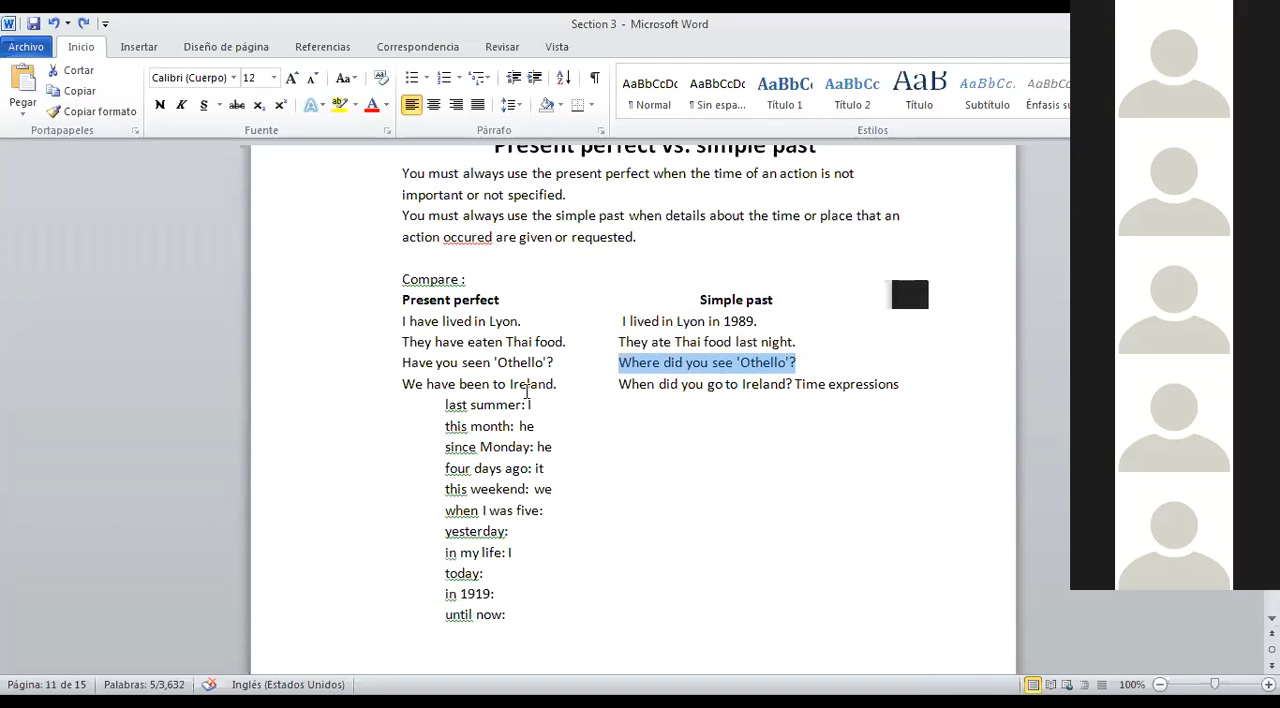 Section 3 - Microsoft Word
Archivo Inicio Insertar Diseño de página Referencias Correspondencia Revisar Vista
Pegar
Cortar
Copiar
Copiar formato
Portapapeles
Calibri (Cuerpo) 12
Fuente
Párrafo
AaBbCcDc AaBbCcDc AaBbC AaBbCc AaB AaBbCc. AaBbCcDc
¶ Normal ¶ Sin espa... Título 1 Título 2 Título Subtítulo Énfasis su
Estilos
Present perfect vs. simple past
You must always use the present perfect when the time of an action is not
important or not specified.
You must always use the simple past when details about the time or place that an
action occured are given or requested.
Compare :
Present perfect Simple past
I have lived in Lyon. I lived in Lyon in 1989.
They have eaten Thai food. They ate Thai food last night.
Have you seen 'Othello'? Where did you see 'Othello'?
We have been to Ireland. When did you go to Ireland? Time expressions
last summer: I
this month: he
since Monday: he
four days ago: it
this weekend: we
when I was five:
yesterday:
in my life: I
today:
in 1919:
until now:
Página: 11 de 15 Palabras: 5/3,632 Inglés (Estados Unidos) 100%